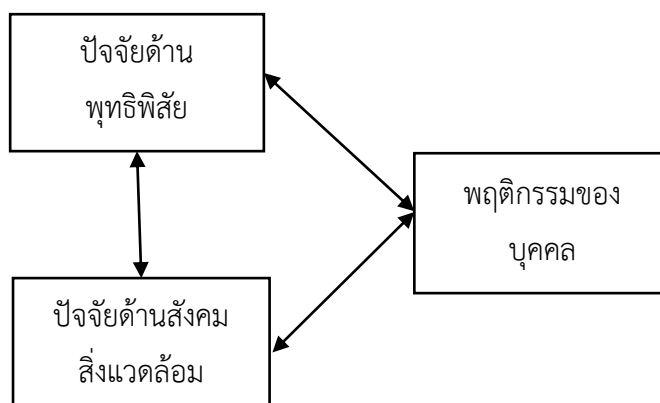 ปัจจัยด้าน
พุทธิพิสัย
พฤติกรรมของ
บุคคล
ปัจจัยด้านสังคม
สิ่งแวดล้อม